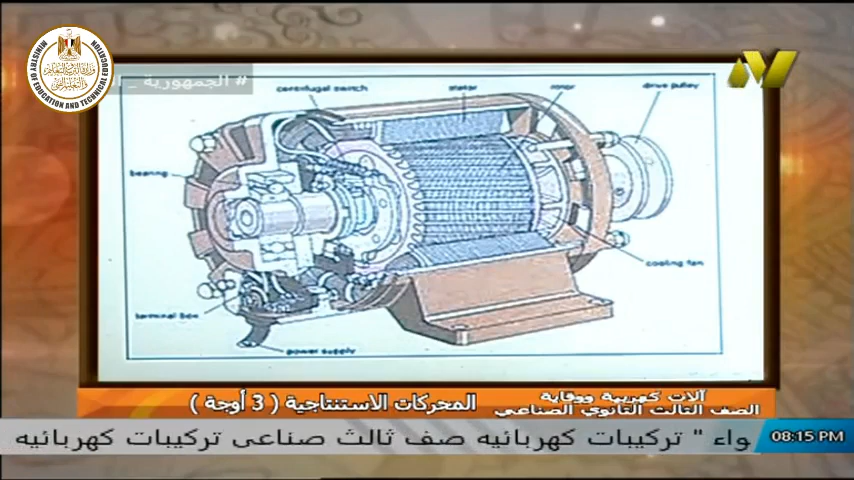 MINISTRY OF EDUCATION AND TECHNICAL EDUCATION
# الجمهورية _
centrifugal switch
stator
rotor
drive pulley
bearing
cooling fan
terminal box
power supply
آلات كهربية ووقاية
الصف الثالث الثانوي الصناعي
المحركات الاستنتاجية ( 3 أوجة )
واء " تركيبات كهربائيه صف ثالث صناعى تركيبات كهربائيه
08:15 PM